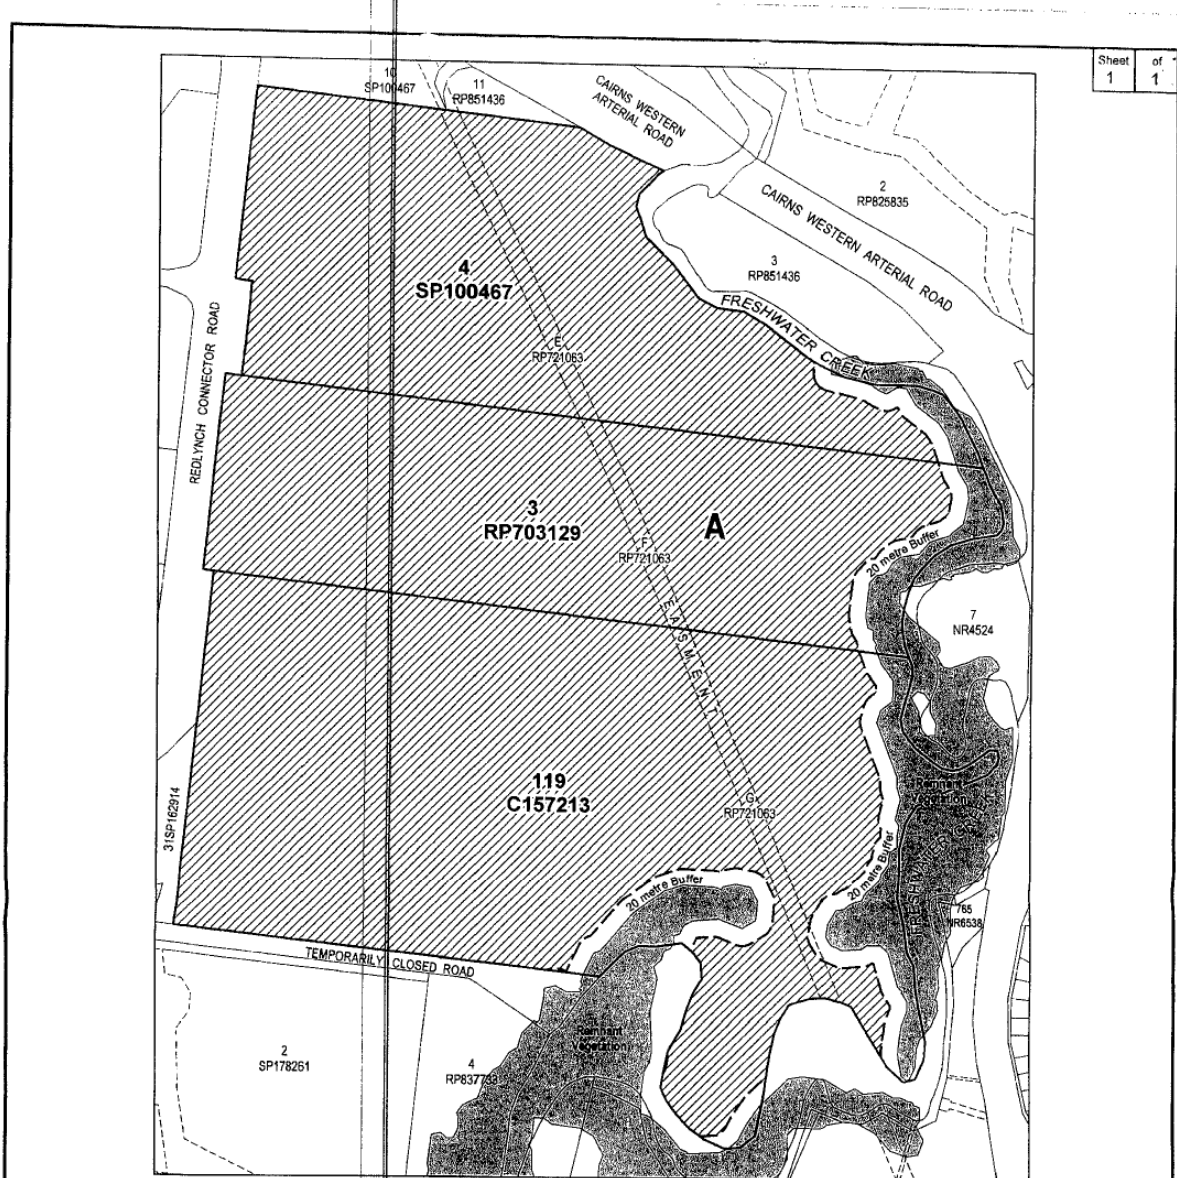 Sheet of
1 1
10
SP100467
11
RP851436
CAIRNS WESTERN
ARTERIAL ROAD
2
RP825835
CAIRNS WESTERN ARTERIAL ROAD
3
RP851436
4
SP100467
FRESHWATER CREEK
REDLYNCH CONNECTOR ROAD
E
RP721063
3
RP703129
A
F
RP721063
20 metre Buffer
EASMENT
7
NR4524
119
C157213
G
RP721063
Remnant
Vegetation
FRESHWATER CREEK
31SP162914
20 metre Buffer
20 metre Buffer
765
NR6538
TEMPORARILY CLOSED ROAD
Remnant
Vegetation
2
SP178261
4
RP837733